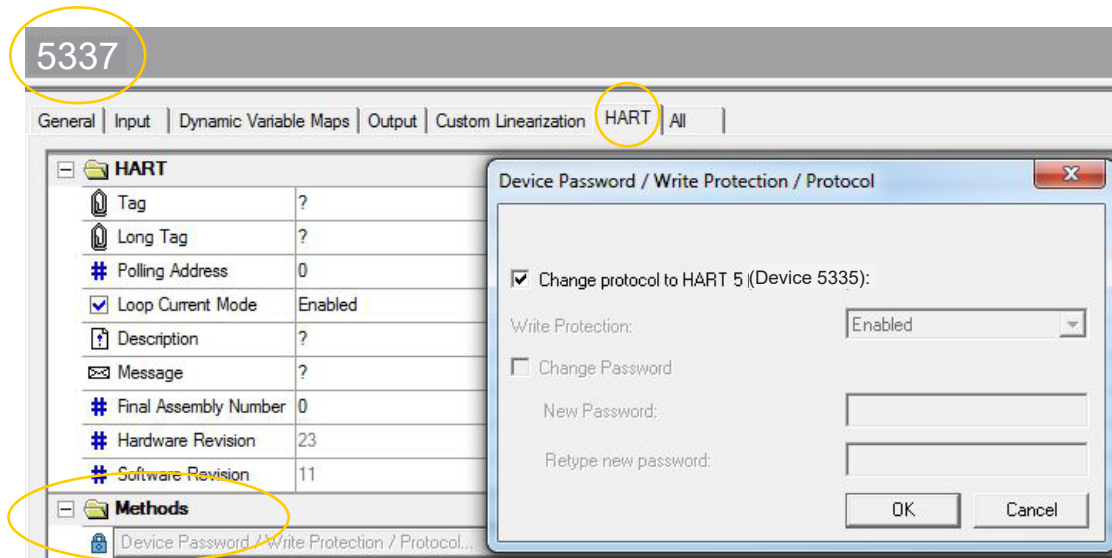 5337
General Input Dynamic Variable Maps Output Custom Linearization HART All
HART
Tag ?
Long Tag ?
# Polling Address 0
Loop Current Mode Enabled
Description ?
Message ?
# Final Assembly Number 0
# Hardware Revision 23
# Software Revision 11
Methods
Device Password / Write Protection / Protocol...
Device Password / Write Protection / Protocol
Change protocol to HART 5 (Device 5335):
Write Protection: Enabled
Change Password
New Password:
Retype new password:
OK Cancel